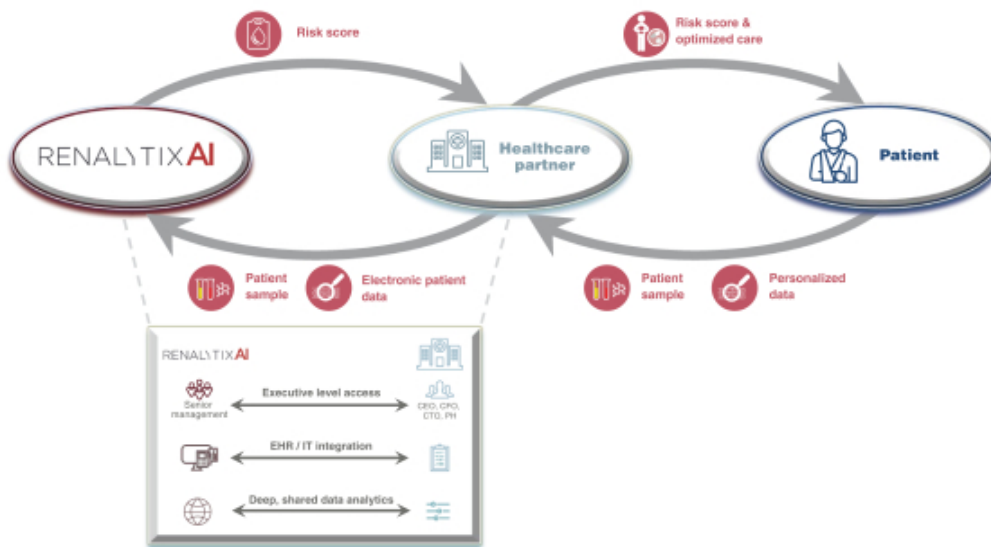 Risk score
Risk score &
optimized care
RENALYTIXAI
Healthcare
partner
Patient
Patient
sample
Electronic patient
data
Patient
sample
Personalized
data
RENALYTIXAI
Executive level access
Senior
management
CEO, CFO,
CTO, PH
EHR / IT integration
Deep, shared data analytics